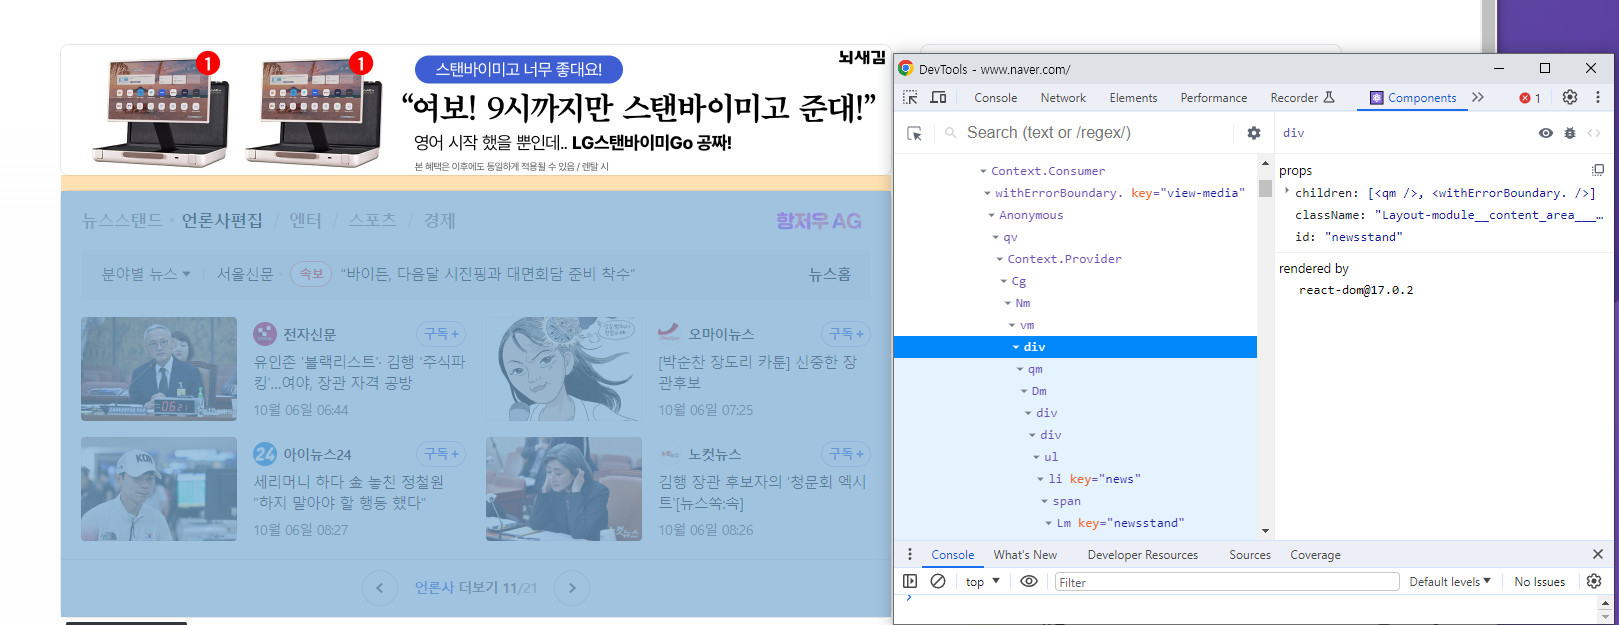 뇌새김
1
1
스탠바이미고 너무 좋대요!
“여보! 9시까지만 스탠바이미고 준대!”
영어 시작 했을 뿐인데.. LG스탠바이미Go 공짜!
본 혜택은 이후에도 동일하게 적용될 수 있음 / 렌탈 시
뉴스스탠드 · 언론사편집 / 엔터 / 스포츠 / 경제
항저우 AG
분야별 뉴스 서울신문 · 속보 “바이든, 다음달 시진핑과 대면회담 준비 착수” 뉴스홈
전자신문 구독+
유인촌 '블랙리스트'· 김행 '주식파
킹'...여야, 장관 자격 공방
10월 06일 06:44
오마이뉴스 구독+
[박순찬 장도리 카툰] 신중한 장
관후보
10월 06일 07:25
24 아이뉴스24 구독+
세리머니 하다 金 놓친 정철원
"하지 말아야 할 행동 했다"
10월 06일 08:27
노컷뉴스 구독+
김행 장관 후보자의 '청문회 엑시
트'[뉴스쏙:속]
10월 06일 08:26
06:21
KOR
노컷뉴스
언론사 더보기 11/21
DevTools - www.naver.com/
Console Network Elements Performance Recorder Components 1
Search (text or /regex/)
Context.Consumer
withErrorBoundary. key="view-media"
Anonymous
qv
Context.Provider
Cg
Nm
vm
div
qm
Dm
div
div
ul
li key="news"
span
Lm key="newsstand"
div
props
children: [<qm />, <withErrorBoundary. />]
className: "Layout-module__content_area___…
id: "newsstand"
rendered by
react-dom@17.0.2
Console What's New Developer Resources Sources Coverage
top Filter Default levels No Issues